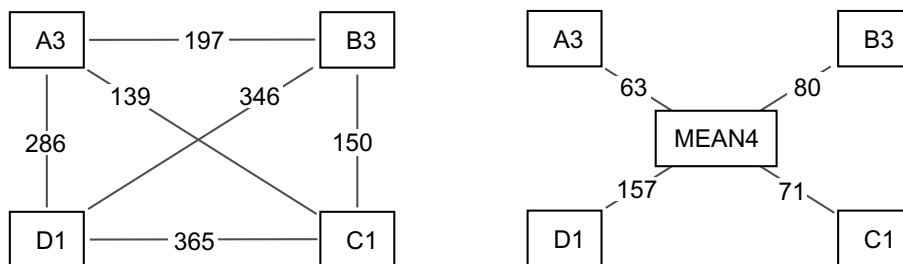 A3 197 B3
139 346
286 150
D1 365 C1
A3 B3
63 80
MEAN4
157 71
D1 C1